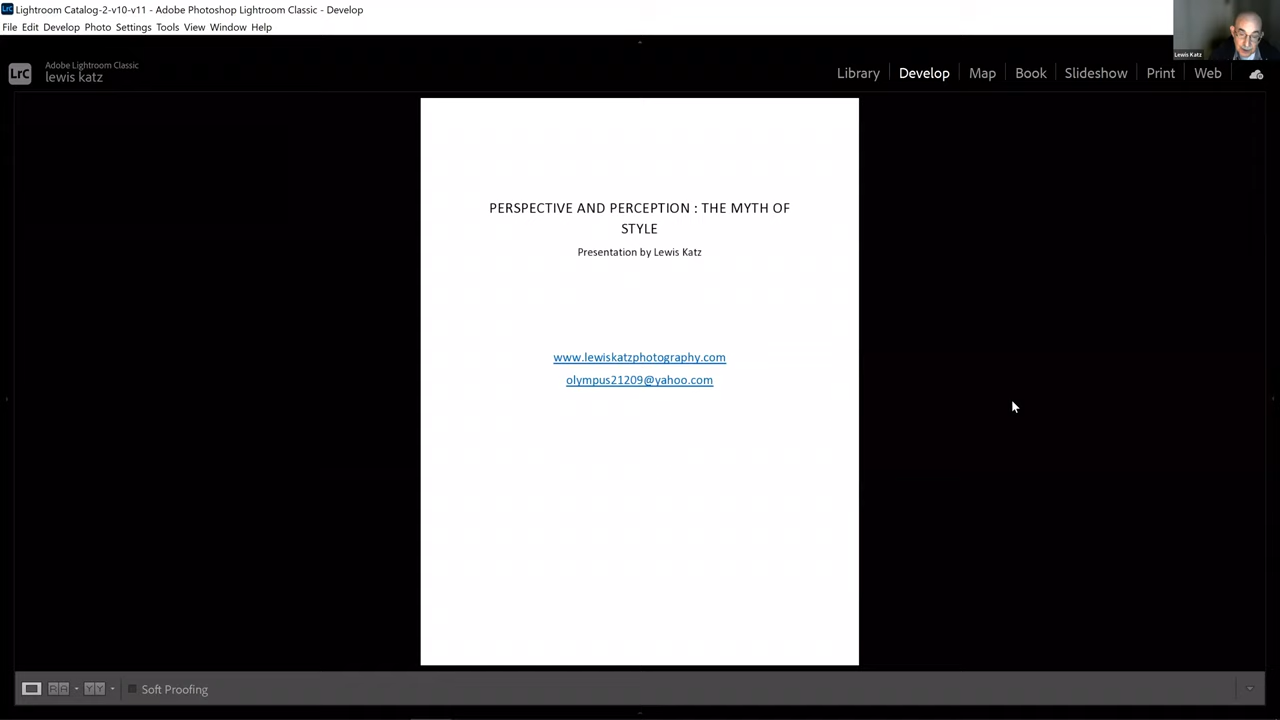 Lightroom Catalog-2-v10-v11 - Adobe Photoshop Lightroom Classic - Develop
File Edit Develop Photo Settings Tools View Window Help
Lewis Katz
LrC
Adobe Lightroom Classic
lewis katz
Library Develop Map Book Slideshow Print Web
PERSPECTIVE AND PERCEPTION : THE MYTH OF
STYLE
Presentation by Lewis Katz
www.lewiskatzphotography.com
olympus21209@yahoo.com
Soft Proofing